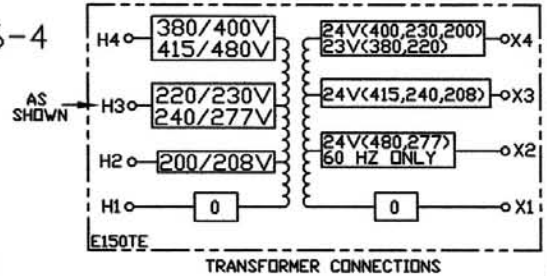 -4
H4
380/400V
415/480V
24V(400,230,200)
23V(380,220)
X4
AS
SHOWN
H3
220/230V
240/277V
24V(415,240,208)
X3
H2
200/208V
24V(480,277)
60 HZ ONLY
X2
H1
0
0
X1
E150TE
TRANSFORMER CONNECTIONS